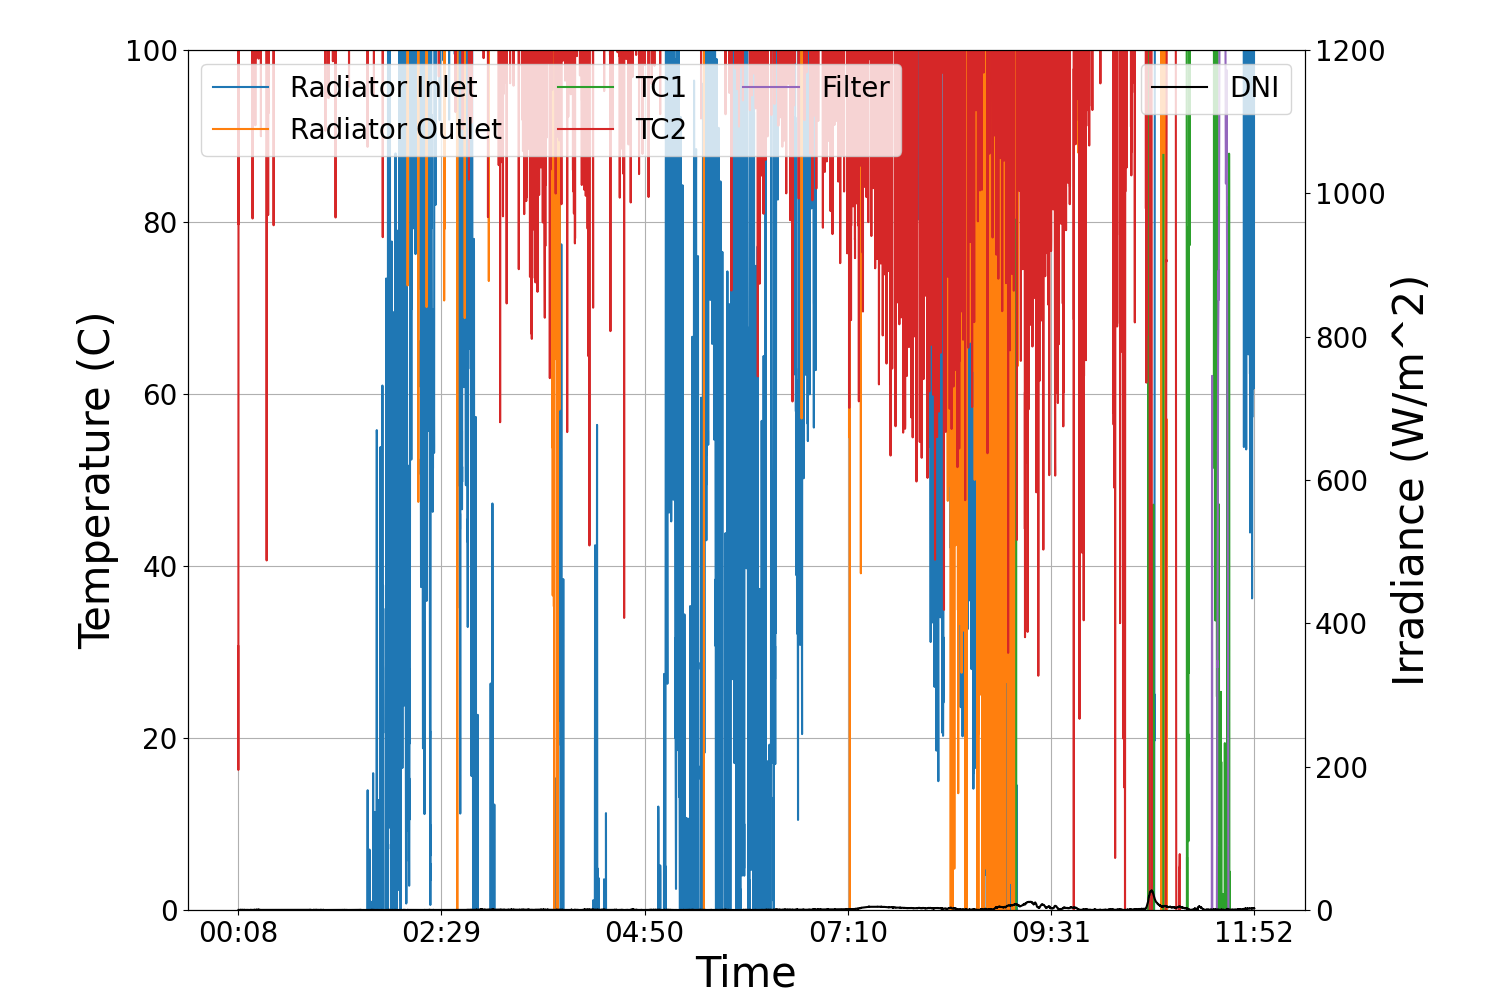 100
80
60
40
20
0
Temperature (C)
Radiator Inlet
Radiator Outlet
TC1
TC2
Filter
DNI
1200
1000
800
600
400
200
0
Irradiance (W/m^2)
00:08
02:29
04:50
07:10
09:31
11:52
Time